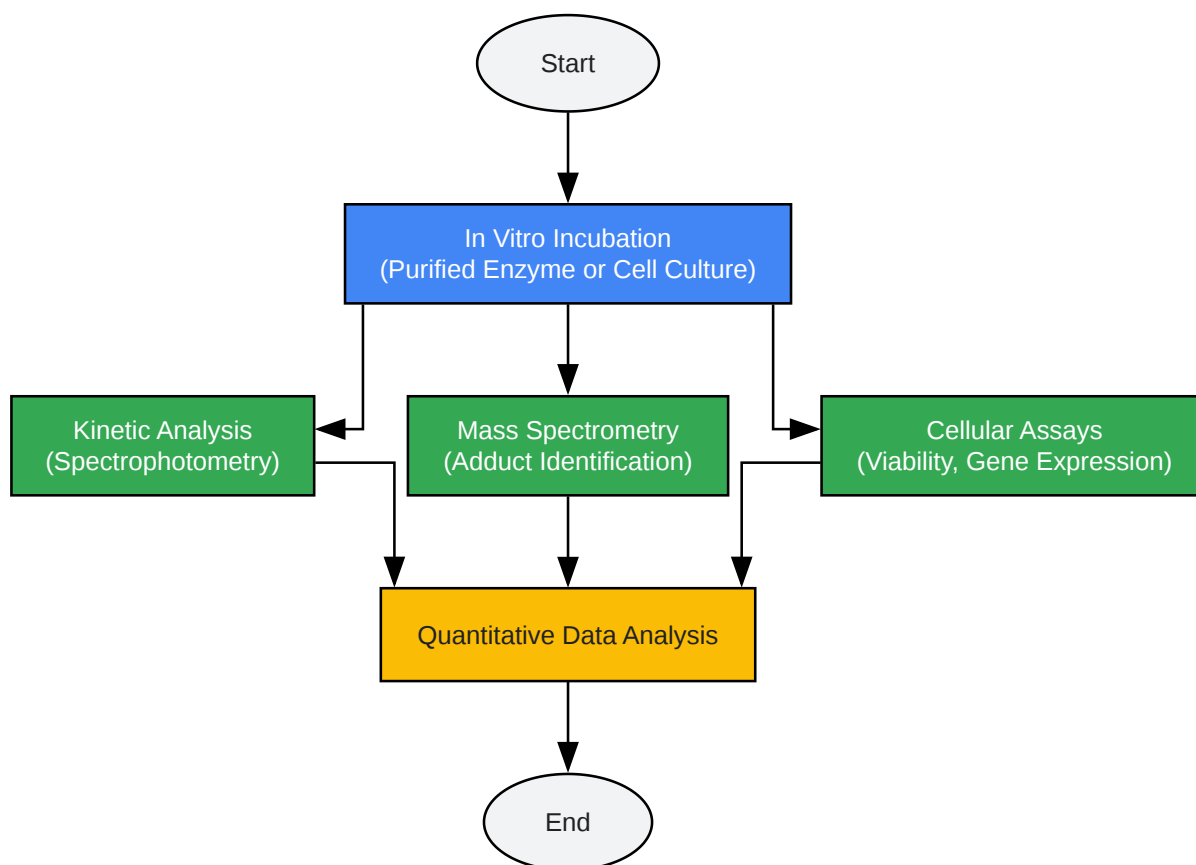 Start
In Vitro Incubation
(Purified Enzyme or Cell Culture)
Kinetic Analysis
(Spectrophotometry)
Mass Spectrometry
(Adduct Identification)
Cellular Assays
(Viability, Gene Expression)
Quantitative Data Analysis
End